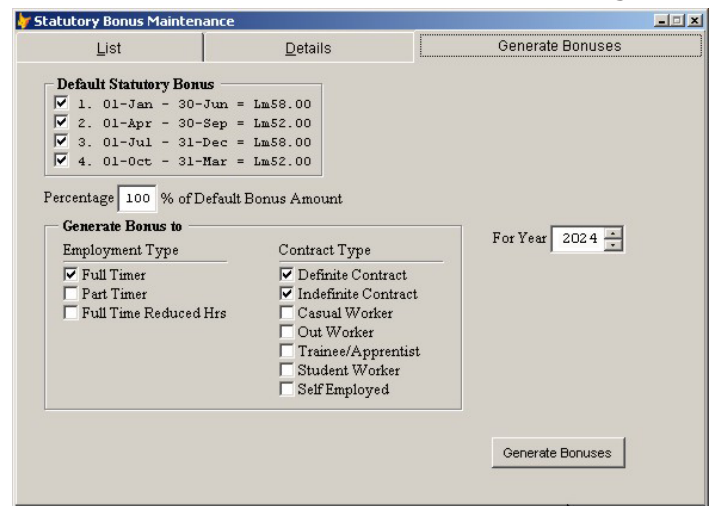 Statutory Bonus Maintenance
List Details Generate Bonuses
Default Statutory Bonus
1. 01-Jan - 30-Jun = Lm58.00
2. 01-Apr - 30-Sep = Lm52.00
3. 01-Jul - 31-Dec = Lm58.00
4. 01-Oct - 31-Mar = Lm52.00
Percentage 100 % of Default Bonus Amount
Generate Bonus to
For Year 2024
Employment Type Contract Type
Full Timer Definite Contract
Part Timer Indefinite Contract
Full Time Reduced Hrs Casual Worker
Out Worker
Trainee/Apprentist
Student Worker
Self Employed
Generate Bonuses